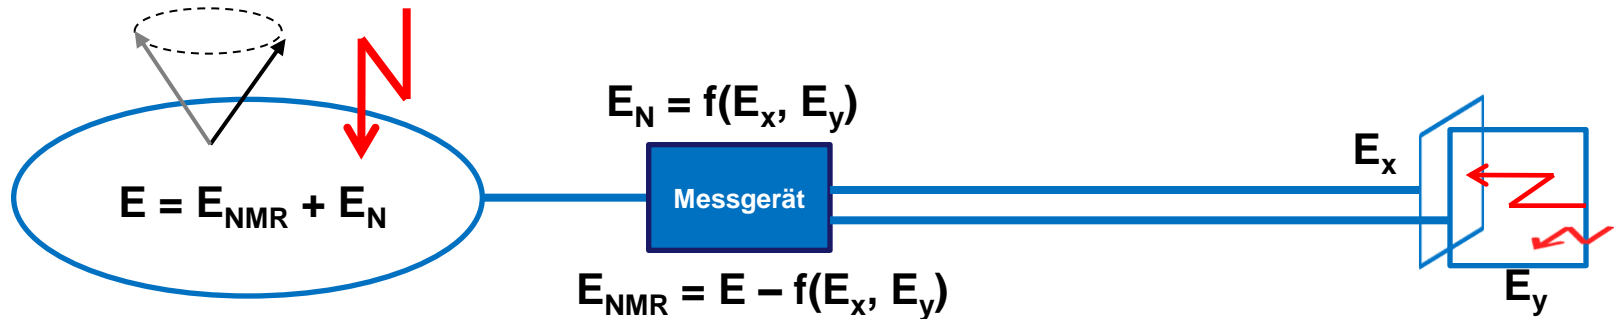 E = E_NMR + E_N
E_N = f(E_x, E_y)
Messgerät
E_NMR = E – f(E_x, E_y)
E_x
E_y